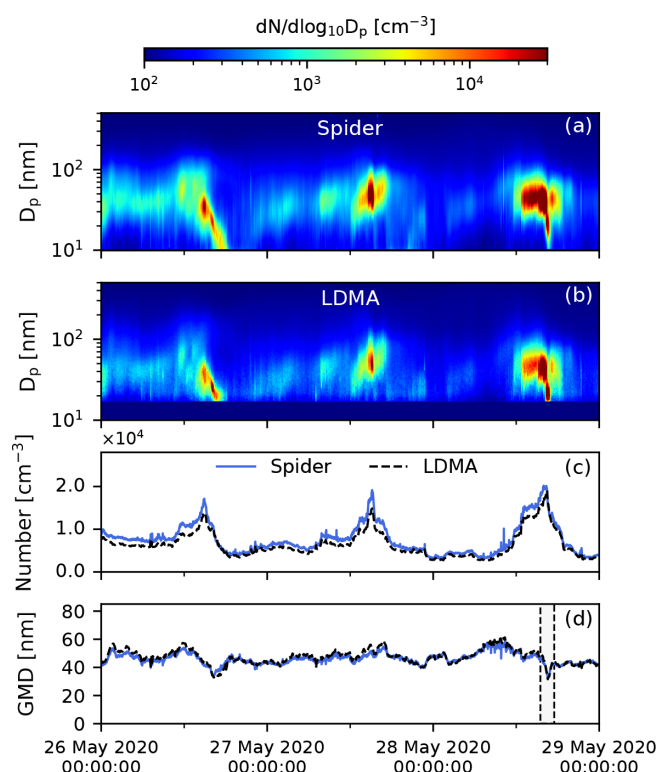 dN/dlog₁₀Dₚ [cm⁻³]
10² 10³ 10⁴
Spider (a)
Dₚ [nm]
10²
10¹
LDMA (b)
Dₚ [nm]
10²
10¹
×10⁴
Spider LDMA (c)
Number [cm⁻³]
2.0
1.0
0.0
(d)
GMD [nm]
80
60
40
20
0
26 May 2020 27 May 2020 28 May 2020 29 May 2020
00:00:00 00:00:00 00:00:00 00:00:00